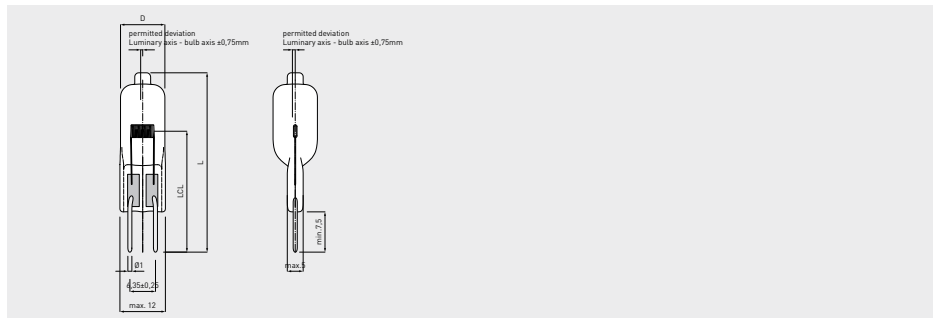 D
permitted deviation
Luminary axis - bulb axis ±0,75mm
permitted deviation
Luminary axis - bulb axis ±0,75mm
L
LCL
min.7,5
Ø1
max.5
6,35±0,25
max. 12